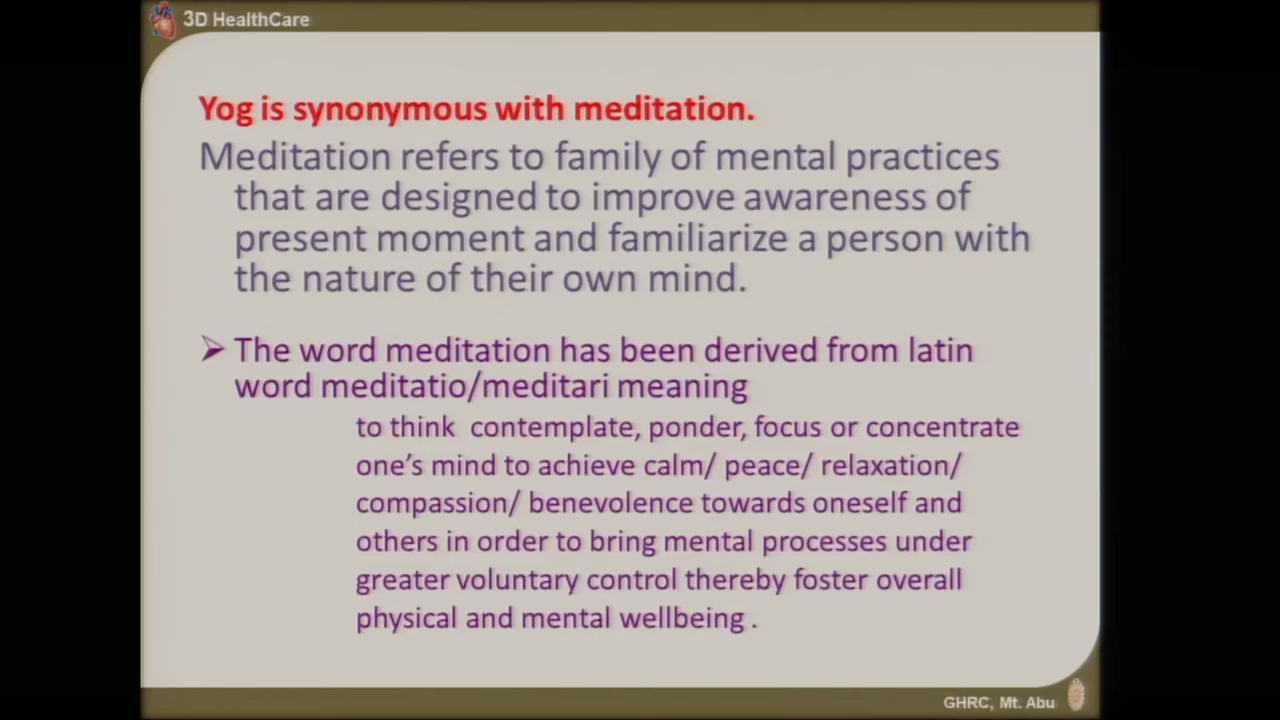 3D HealthCare
Yog is synonymous with meditation.
Meditation refers to family of mental practices
that are designed to improve awareness of
present moment and familiarize a person with
the nature of their own mind.
The word meditation has been derived from latin
word meditatio/meditari meaning
to think contemplate, ponder, focus or concentrate
one's mind to achieve calm/ peace/ relaxation/
compassion/ benevolence towards oneself and
others in order to bring mental processes under
greater voluntary control thereby foster overall
physical and mental wellbeing .
GHRC, Mt. Abu